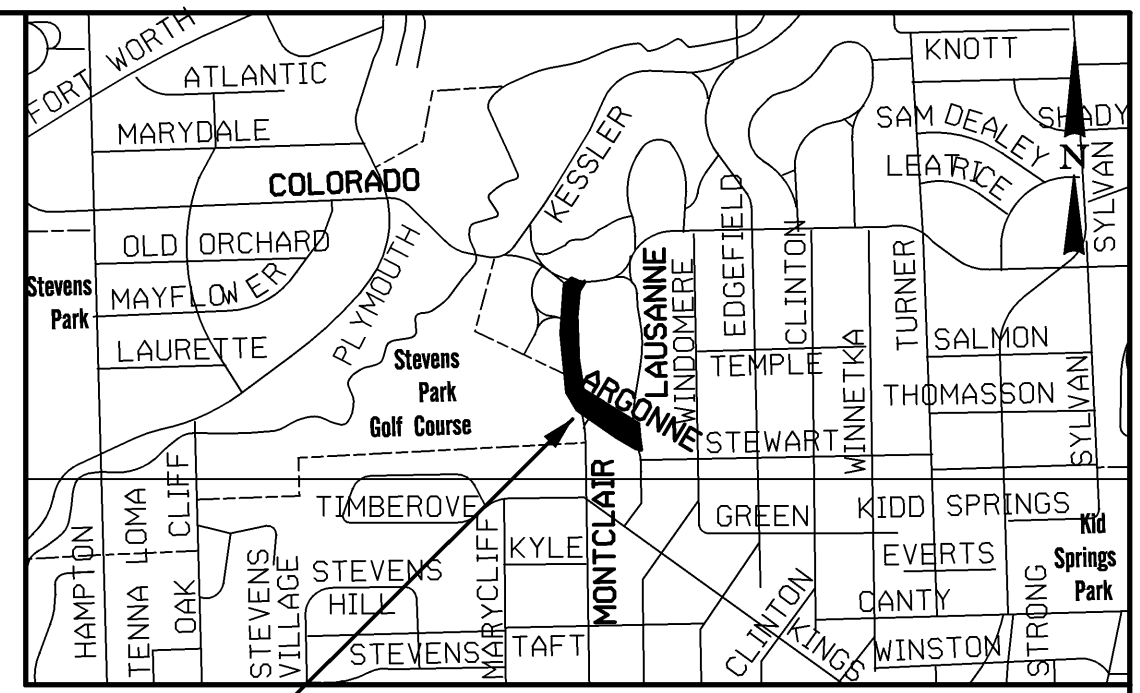 FORT WORTH
ATLANTIC
MARYDALE
COLORADO
OLD ORCHARD
MAYFLOWER
LAURETTE
PLYMOUTH
KESSLER
Stevens
Park
Stevens
Park
Golf Course
KNOTT
SAM DEALEY
SHADY
LEATRICE
N
SYLVAN
LAUSANNE
WINDOMERE
EDGEFIELD
CLINTON
TURNER
WINNETKA
SALMON
TEMPLE
THOMASSON
ARGONNE
STEWART
SYLVAN
HAMPTON
TENNA LOMA
OAK CLIFF
STEVENS
VILLAGE
TIMBEROVE
STEVENS
HILL
STEVENS
MARYCLIFF
KYLE
TAFT
MONTCLAIR
GREEN
KIDD SPRINGS
EVERTS
CANTY
WINSTON
CLINTON
KINGS
STRONG
Kid
Springs
Park